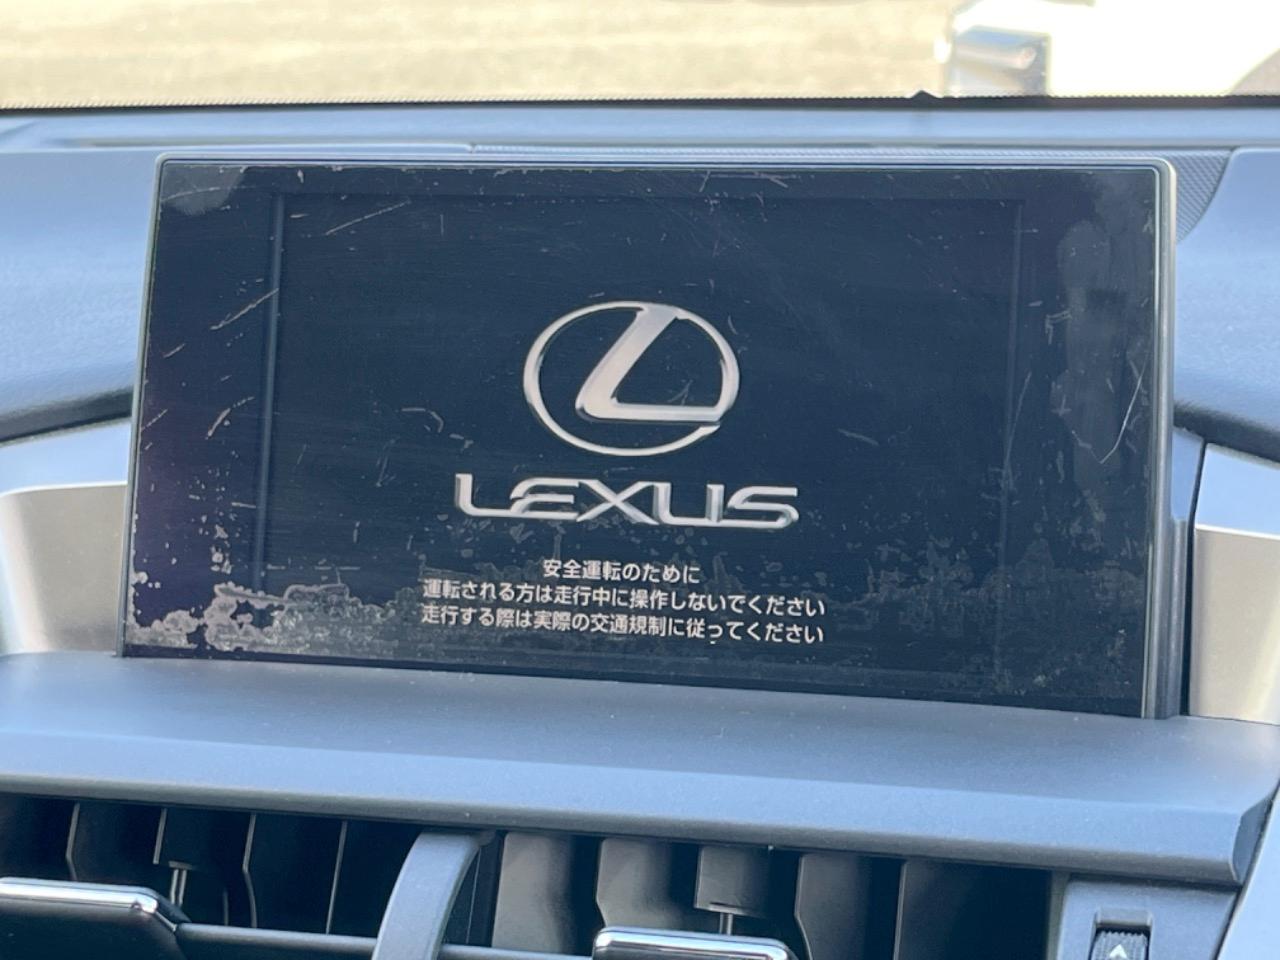 LEXUS
安全運転のために
運転される方は走行中に操作しないでください
走行する際は実際の交通規制に従ってください